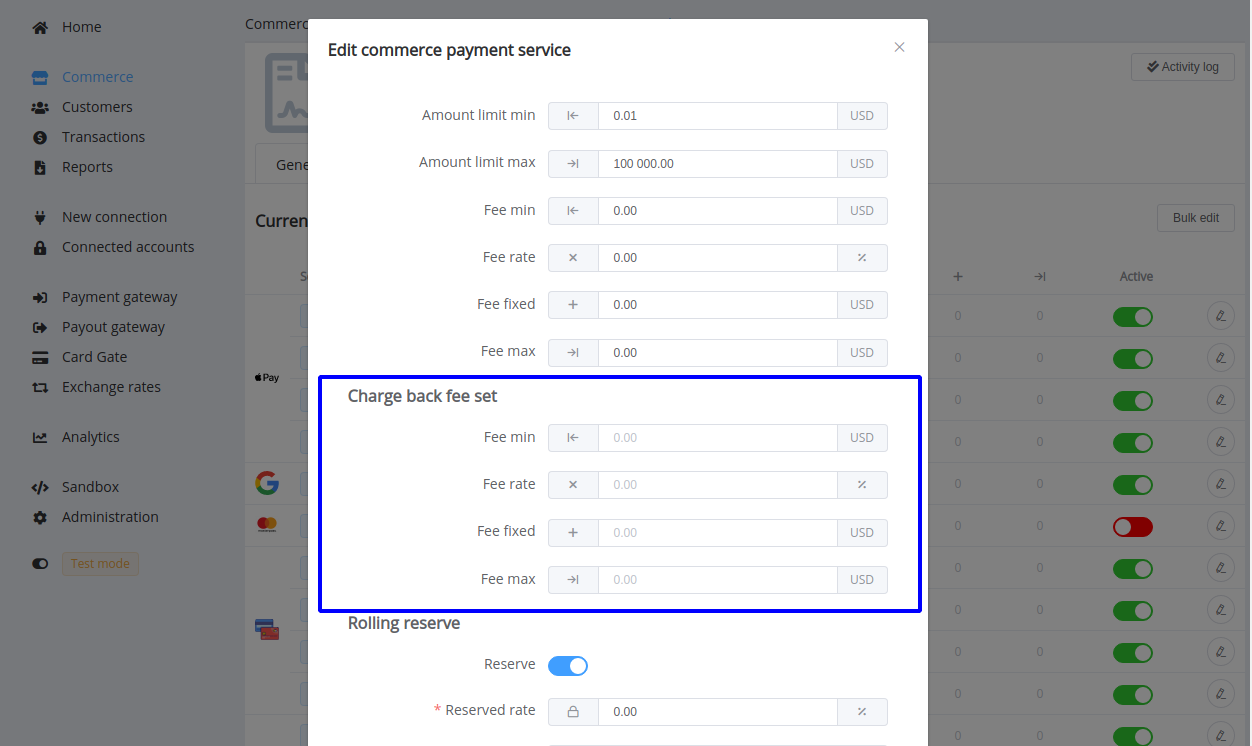 Home
Commerce
Customers
Transactions
Reports
New connection
Connected accounts
Payment gateway
Payout gateway
Card Gate
Exchange rates
Analytics
Sandbox
Administration
Test mode
Activity log
Bulk edit
Active
0 0
0 0
0 0
0 0
0 0
0 0
0 0
0 0
0 0
0 0
0 0
Pay
Edit commerce payment service
Amount limit min 0.01 USD
Amount limit max 100 000.00 USD
Fee min 0.00 USD
Fee rate 0.00 %
Fee fixed 0.00 USD
Fee max 0.00 USD
Charge back fee set
Fee min 0.00 USD
Fee rate 0.00 %
Fee fixed 0.00 USD
Fee max 0.00 USD
Rolling reserve
Reserve
* Reserved rate 0.00 %